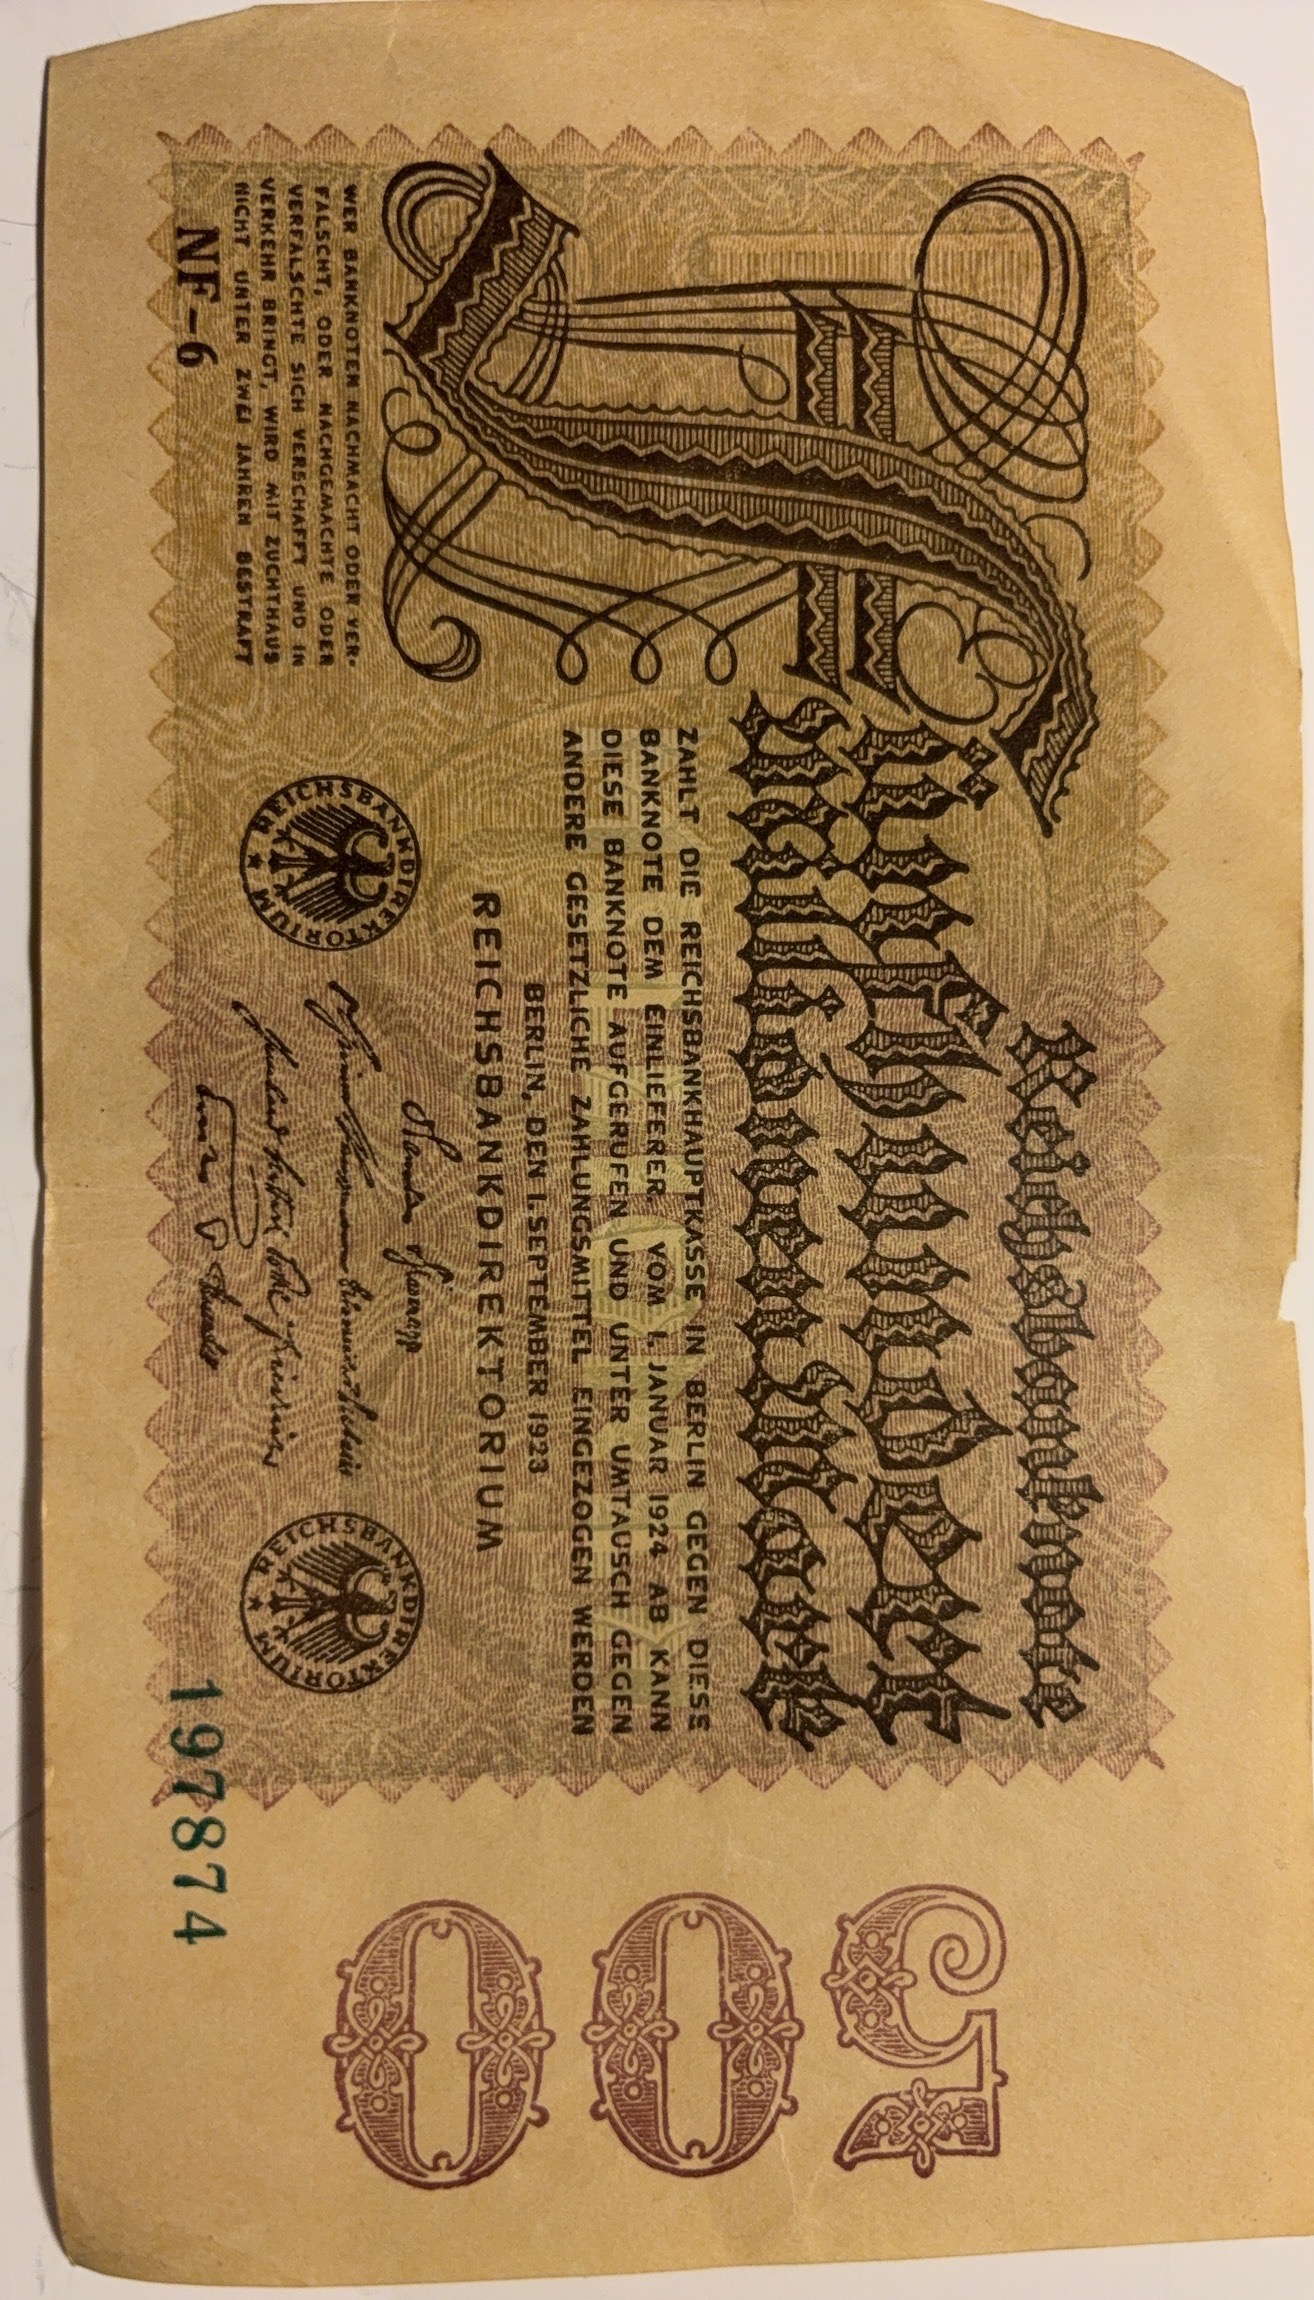 Reichsbanknote
Fünfhundert
Millionen Mark
ZAHLT DIE REICHSBANKHAUPTKASSE IN BERLIN GEGEN DIESE
BANKNOTE DEM EINLIEFERER. VOM 1. JANUAR 1924 AB KANN
DIESE BANKNOTE AUFGERUFEN UND UNTER UMTAUSCH GEGEN
ANDERE GESETZLICHE ZAHLUNGSMITTEL EINGEZOGEN WERDEN
BERLIN, DEN 1. SEPTEMBER 1923
REICHSBANKDIREKTORIUM
REICHSBANKDIREKTORIUM
REICHSBANKDIREKTORIUM
WER BANKNOTEN NACHMACHT ODER VER-
FÄLSCHT, ODER NACHGEMACHTE ODER
VERFÄLSCHTE SICH VERSCHAFFT UND IN
VERKEHR BRINGT, WIRD MIT ZUCHTHAUS
NICHT UNTER ZWEI JAHREN BESTRAFT
NF-6
197874
500